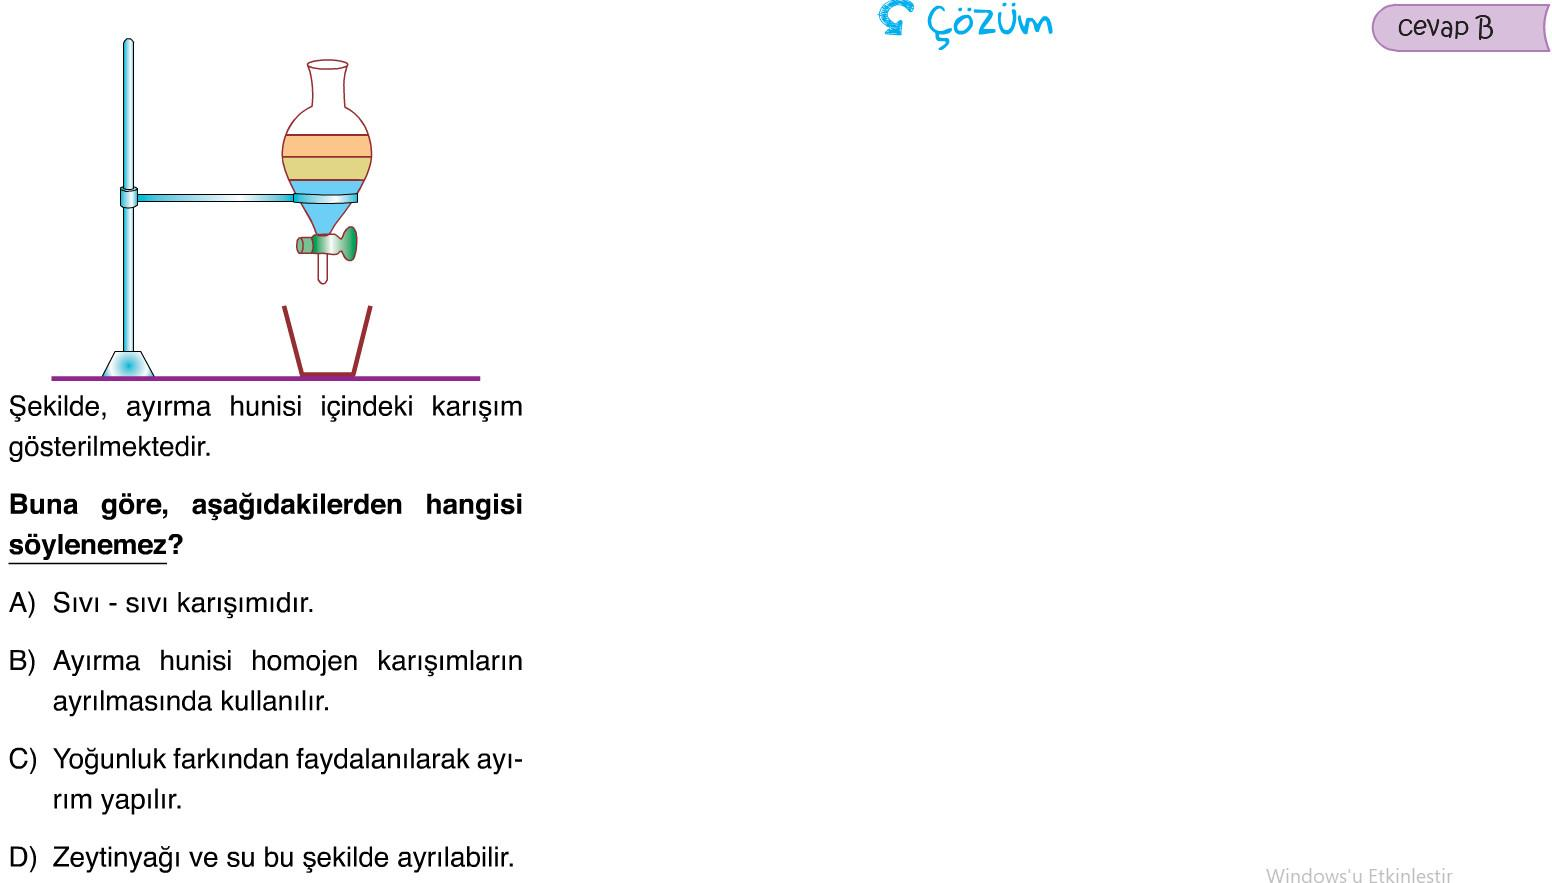 Çözüm
cevap B
Şekilde, ayırma hunisi içindeki karışım
gösterilmektedir.
Buna göre, aşağıdakilerden hangisi
söylenemez?
A) Sıvı - sıvı karışımıdır.
B) Ayırma hunisi homojen karışımların
ayrılmasında kullanılır.
C) Yoğunluk farkından faydalanılarak ayı-
rım yapılır.
D) Zeytinyağı ve su bu şekilde ayrılabilir.
Windows'u Etkinleştir